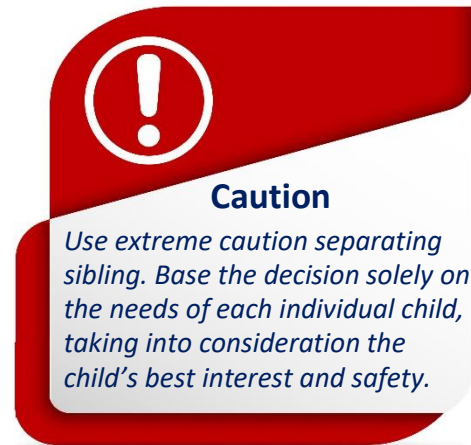 Caution
Use extreme caution separating
sibling. Base the decision solely on
the needs of each individual child,
taking into consideration the
child's best interest and safety.